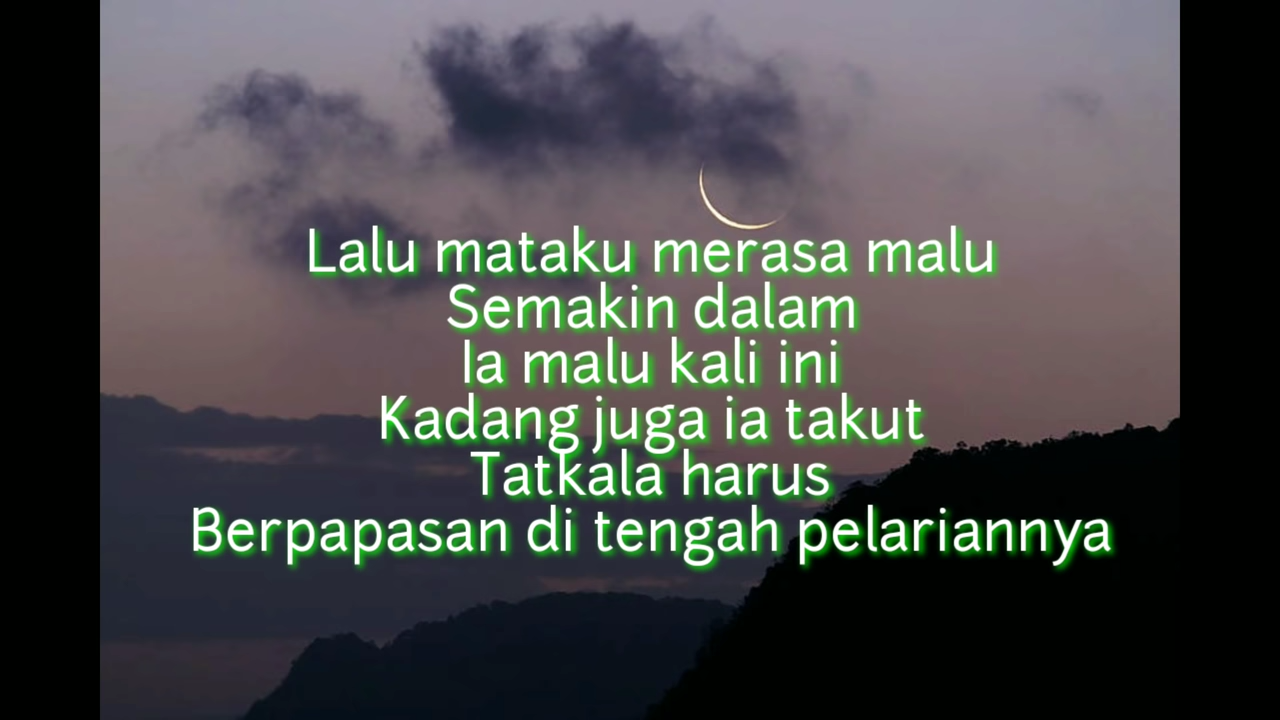 Lalu mataku merasa malu
Semakin dalam
Ia malu kali ini
Kadang juga ia takut
Tatkala harus
Berpapasan di tengah pelariannya